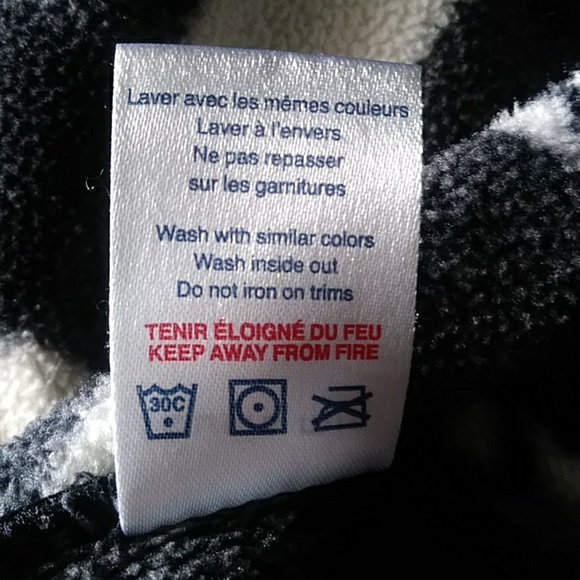 Laver avec les mêmes couleurs
Laver à l'envers
Ne pas repasser
sur les garnitures
Wash with similar colors
Wash inside out
Do not iron on trims
TENIR ÉLOIGNÉ DU FEU
KEEP AWAY FROM FIRE
30C